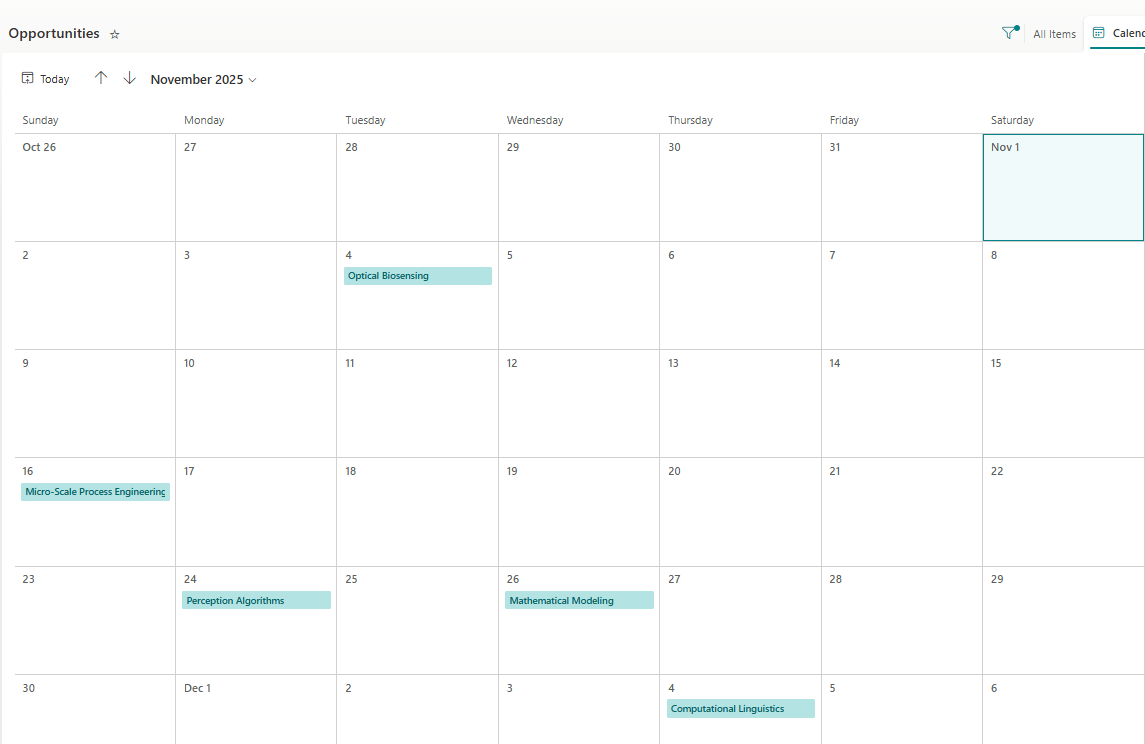 Opportunities
All Items
Calend
Today
November 2025
Sunday Monday Tuesday Wednesday Thursday Friday Saturday
Oct 26 27 28 29 30 31 Nov 1
2 3 4 5 6 7 8
Optical Biosensing
9 10 11 12 13 14 15
16 17 18 19 20 21 22
Micro-Scale Process Engineering
23 24 25 26 27 28 29
Perception Algorithms Mathematical Modeling
30 Dec 1 2 3 4 5 6
Computational Linguistics